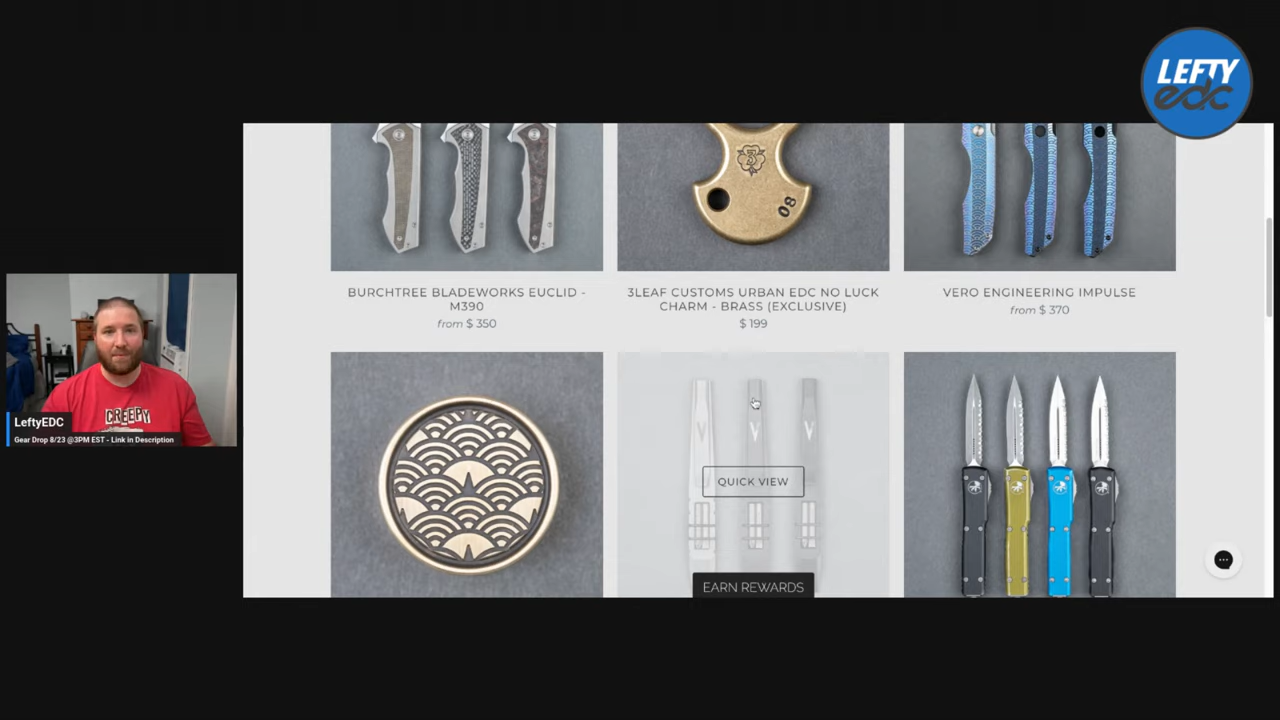 LEFTY
edc
08
BURCHTREE BLADEWORKS EUCLID -
M390
from $ 350
3LEAF CUSTOMS URBAN EDC NO LUCK
CHARM - BRASS (EXCLUSIVE)
$ 199
VERO ENGINEERING IMPULSE
from $ 370
CREEPY
LeftyEDC
Gear Drop 8/23 @3PM EST - Link in Description
QUICK VIEW
EARN REWARDS